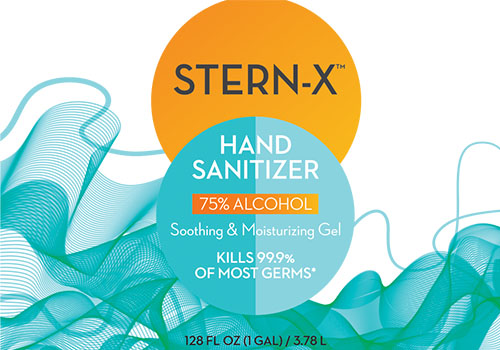 STERN-X™
HAND
SANITIZER
75% ALCOHOL
Soothing & Moisturizing Gel
KILLS 99.9%
OF MOST GERMS*
128 FL OZ (1 GAL) / 3.78 L